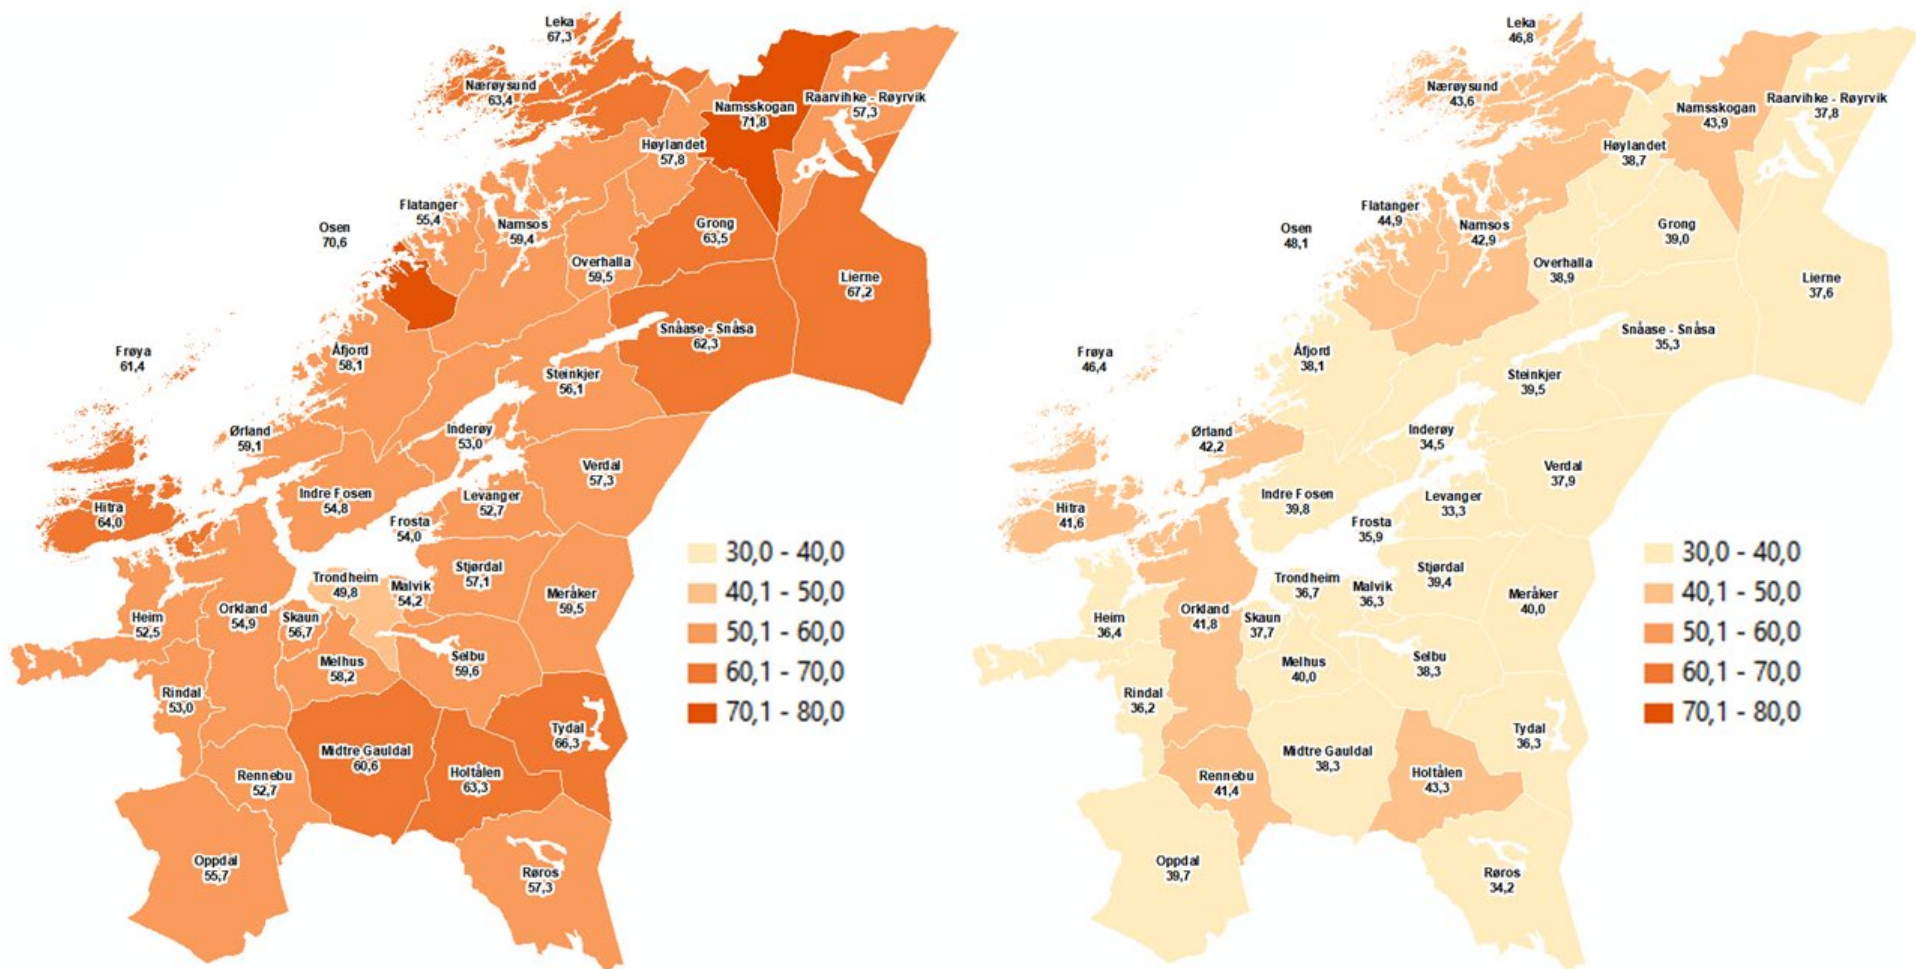 Leka
67,3
Nærøysund
63,4
Namsskogan
71,8
Raarvihke - Røyrvik
57,3
Høylandet
57,8
Flatanger
55,4
Osen
70,6
Namsos
59,4
Grong
63,5
Overhalla
59,5
Lierne
67,2
Snåase - Snåsa
62,3
Frøya
61,4
Åfjord
58,1
Steinkjer
56,1
Ørland
59,1
Inderøy
53,0
Verdal
57,3
Indre Fosen
54,8
Levanger
52,7
Hitra
64,0
Frosta
54,0
Stjørdal
57,1
Trondheim
49,8
Malvik
54,2
Meråker
59,5
Heim
52,5
Orkland
54,9
Skaun
56,7
Melhus
58,2
Selbu
59,6
Rindal
53,0
Tydal
66,3
Midtre Gauldal
60,6
Holtålen
63,3
Rennebu
52,7
Oppdal
55,7
Røros
57,3
30,0 - 40,0
40,1 - 50,0
50,1 - 60,0
60,1 - 70,0
70,1 - 80,0
Leka
46,8
Nærøysund
43,6
Namsskogan
43,9
Raarvihke - Røyrvik
37,8
Høylandet
38,7
Flatanger
44,9
Osen
48,1
Namsos
42,9
Grong
39,0
Overhalla
38,9
Lierne
37,6
Snåase - Snåsa
35,3
Frøya
46,4
Åfjord
38,1
Steinkjer
39,5
Ørland
42,2
Inderøy
34,5
Verdal
37,9
Indre Fosen
39,8
Levanger
33,3
Hitra
41,6
Frosta
35,9
Stjørdal
39,4
Trondheim
36,7
Malvik
36,3
Meråker
40,0
Heim
36,4
Orkland
41,8
Skaun
37,7
Melhus
40,0
Selbu
38,3
Rindal
36,2
Tydal
36,3
Midtre Gauldal
38,3
Holtålen
43,3
Rennebu
41,4
Oppdal
39,7
Røros
34,2
30,0 - 40,0
40,1 - 50,0
50,1 - 60,0
60,1 - 70,0
70,1 - 80,0